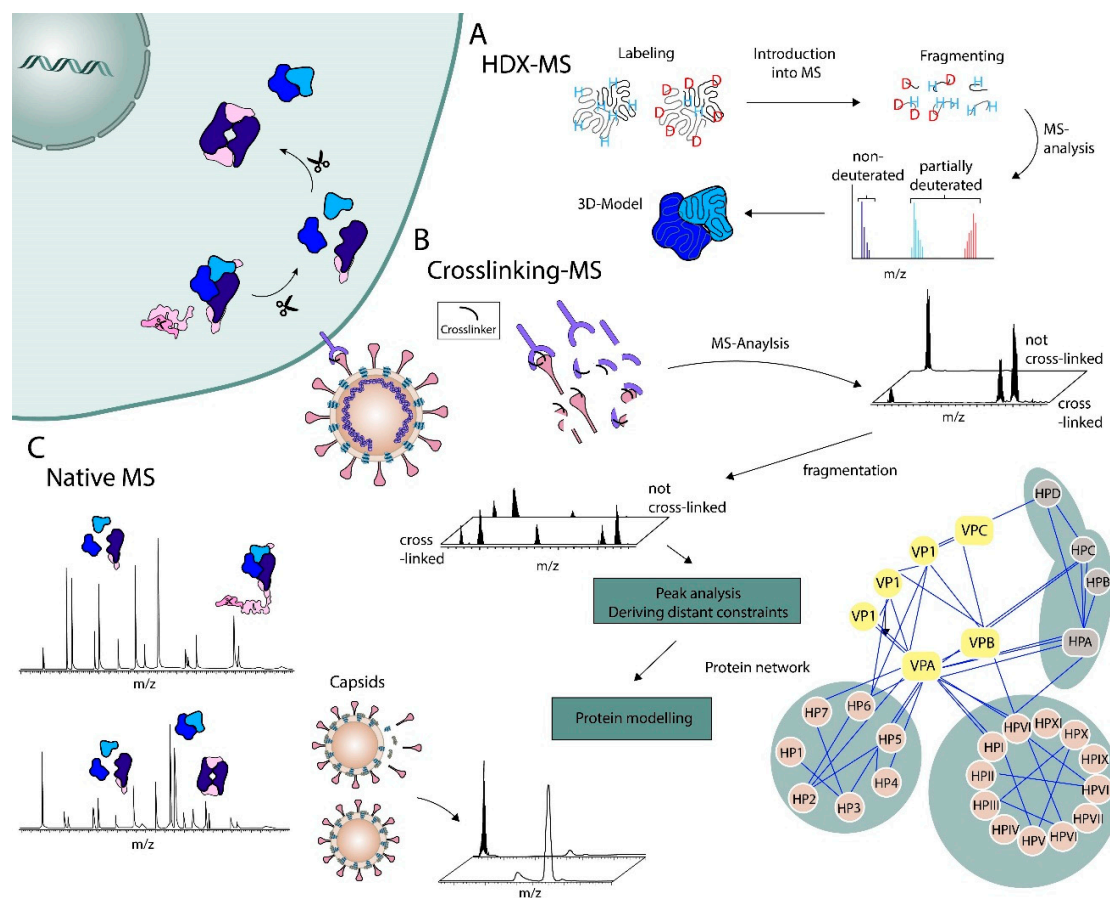 A
HDX-MS
Labeling
Introduction
into MS
Fragmenting
H
H
H
H
H
H
D
D
D
D
D
D
H
H
H
D
H
D
H
H
D
H
D
H
H
MS-
analysis
non-
deuterated
partially
deuterated
3D-Model
m/z
B
Crosslinking-MS
Crosslinker
MS-Anaylsis
not
cross-linked
cross
-linked
m/z
fragmentation
not
cross-linked
cross
-linked
m/z
Peak analysis
Deriving distant constraints
Protein modelling
Protein network
HPD
VPC
HPC
VP1
HPB
VP1
VP1
VPB
HPA
VPA
HP7
HP6
HP1
HP5
HP2
HP3
HP4
HPVI
HPXI
HPX
HPI
HPIX
HPII
HPVI
HPIII
HPVII
HPIV
HPV
HPVI
C
Native MS
m/z
m/z
Capsids
m/z